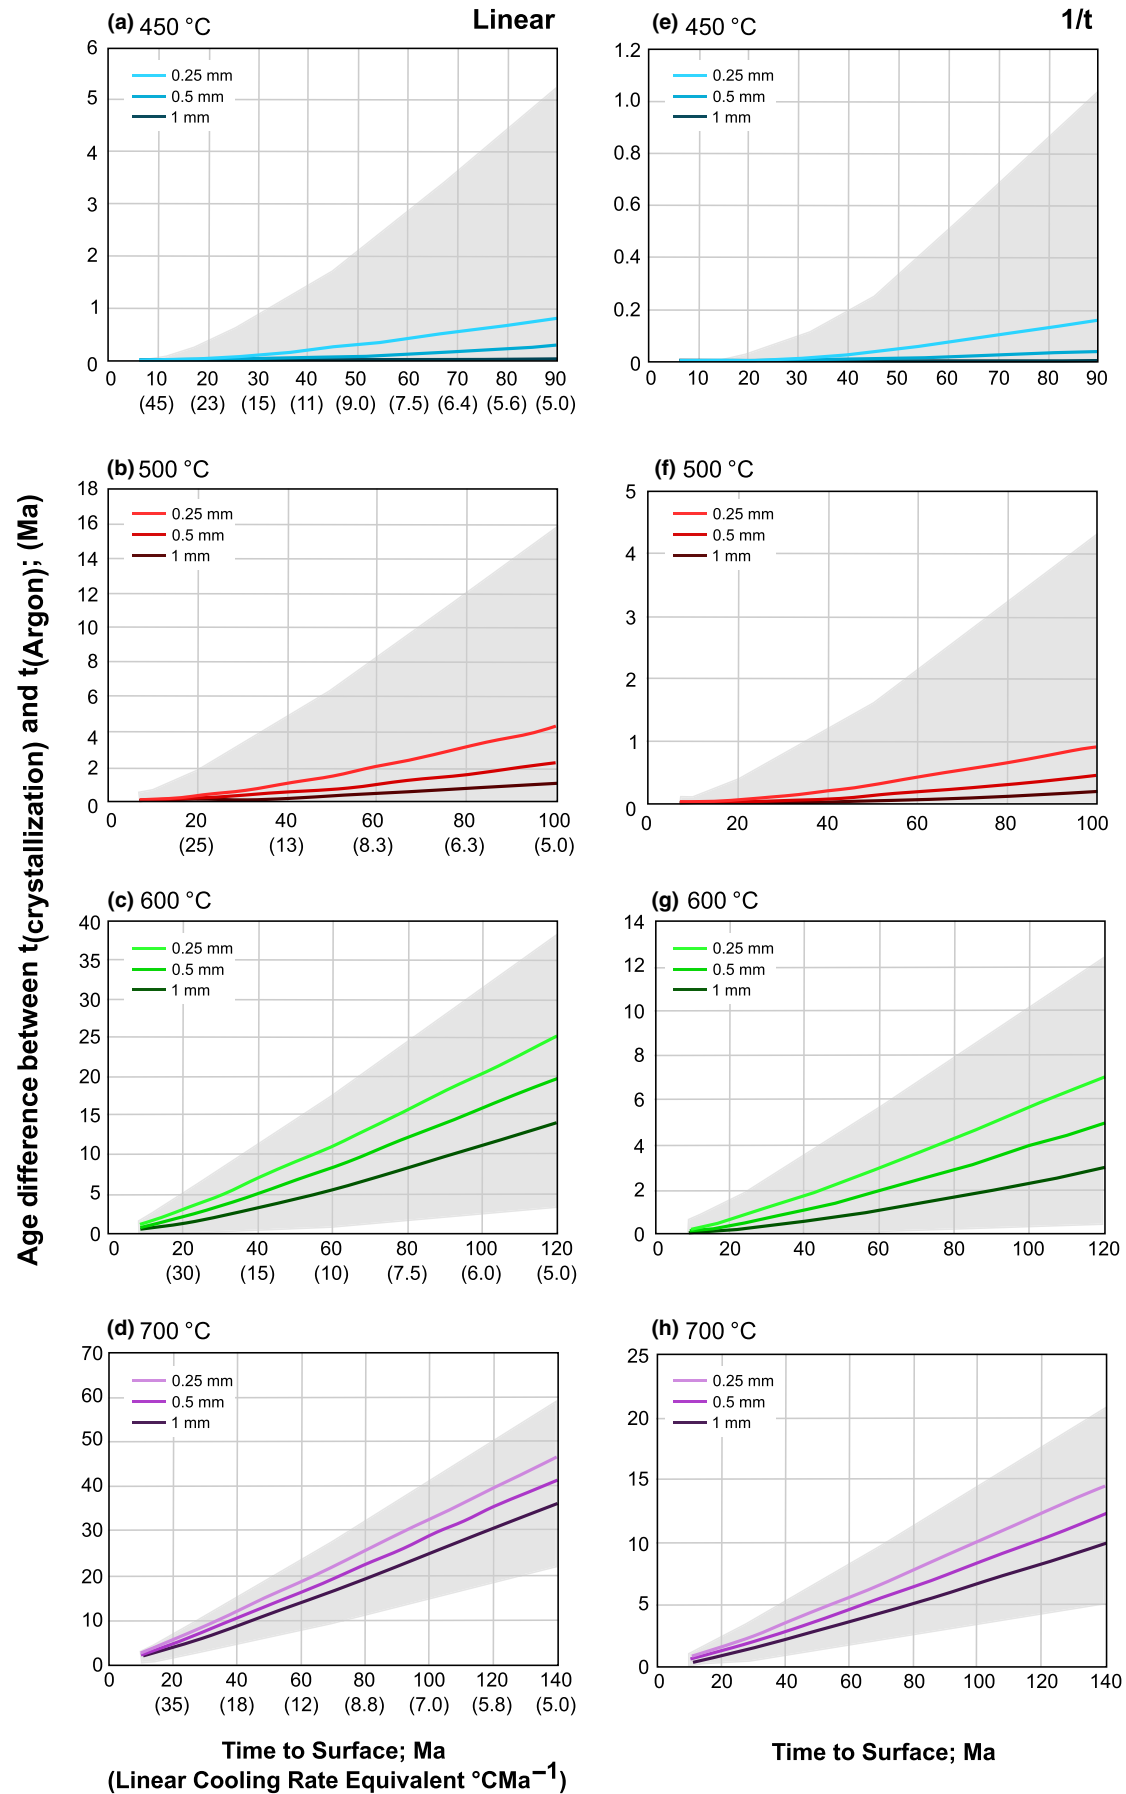 (a) 450 °C Linear
6
5
4
3
2
1
0
0.25 mm
0.5 mm
1 mm
0 10 20 30 40 50 60 70 80 90
(45) (23) (15) (11) (9.0) (7.5) (6.4) (5.6) (5.0)
(e) 450 °C 1/t
1.2
1.0
0.8
0.6
0.4
0.2
0
0.25 mm
0.5 mm
1 mm
0 10 20 30 40 50 60 70 80 90
(b) 500 °C
18
16
14
12
10
8
6
4
2
0
0.25 mm
0.5 mm
1 mm
0 20 40 60 80 100
(25) (13) (8.3) (6.3) (5.0)
(f) 500 °C
5
4
3
2
1
0
0.25 mm
0.5 mm
1 mm
0 20 40 60 80 100
Age difference between t(crystallization) and t(Argon); (Ma)
(c) 600 °C
40
35
30
25
20
15
10
5
0
0.25 mm
0.5 mm
1 mm
0 20 40 60 80 100 120
(30) (15) (10) (7.5) (6.0) (5.0)
(g) 600 °C
14
12
10
8
6
4
2
0
0.25 mm
0.5 mm
1 mm
0 20 40 60 80 100 120
(d) 700 °C
70
60
50
40
30
20
10
0
0.25 mm
0.5 mm
1 mm
0 20 40 60 80 100 120 140
(35) (18) (12) (8.8) (7.0) (5.8) (5.0)
(h) 700 °C
25
20
15
10
5
0
0.25 mm
0.5 mm
1 mm
0 20 40 60 80 100 120 140
Time to Surface; Ma
(Linear Cooling Rate Equivalent °CMa⁻¹)
Time to Surface; Ma